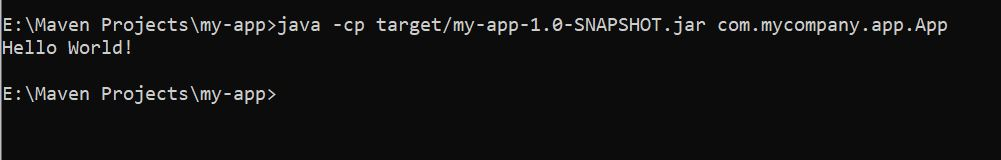 E:\Maven Projects\my-app>java -cp target/my-app-1.0-SNAPSHOT.jar com.mycompany.app.App
Hello World!
E:\Maven Projects\my-app>